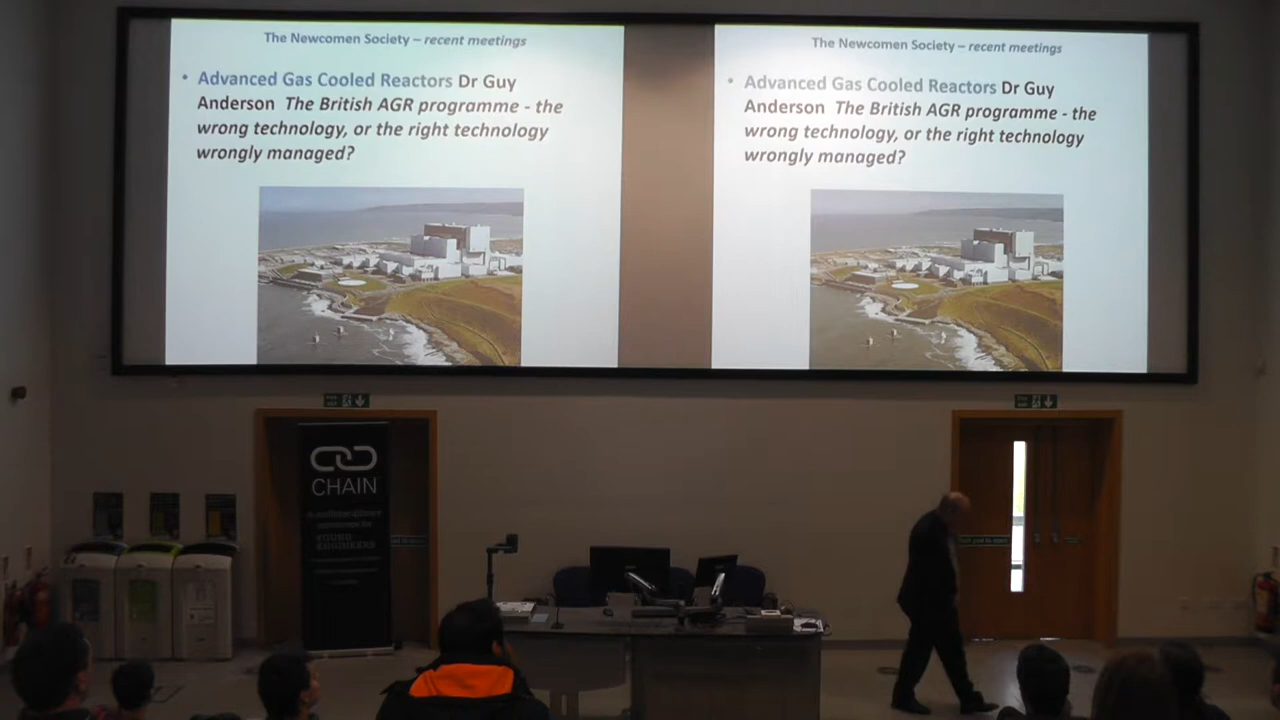 The Newcomen Society – recent meetings
• Advanced Gas Cooled Reactors Dr Guy
Anderson The British AGR programme - the
wrong technology, or the right technology
wrongly managed?
The Newcomen Society – recent meetings
• Advanced Gas Cooled Reactors Dr Guy
Anderson The British AGR programme - the
wrong technology, or the right technology
wrongly managed?
CHAIN
YOUNG
ENGINEERS